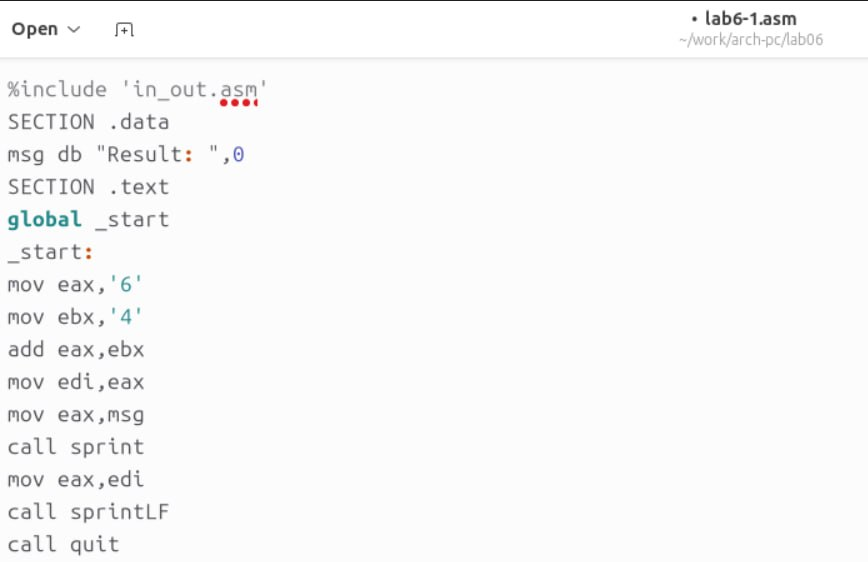 Open
• lab6-1.asm
~/work/arch-pc/lab06
%include 'in_out.asm'
SECTION .data
msg db "Result: ",0
SECTION .text
global _start
_start:
mov eax,'6'
mov ebx,'4'
add eax,ebx
mov edi,eax
mov eax,msg
call sprint
mov eax,edi
call sprintLF
call quit